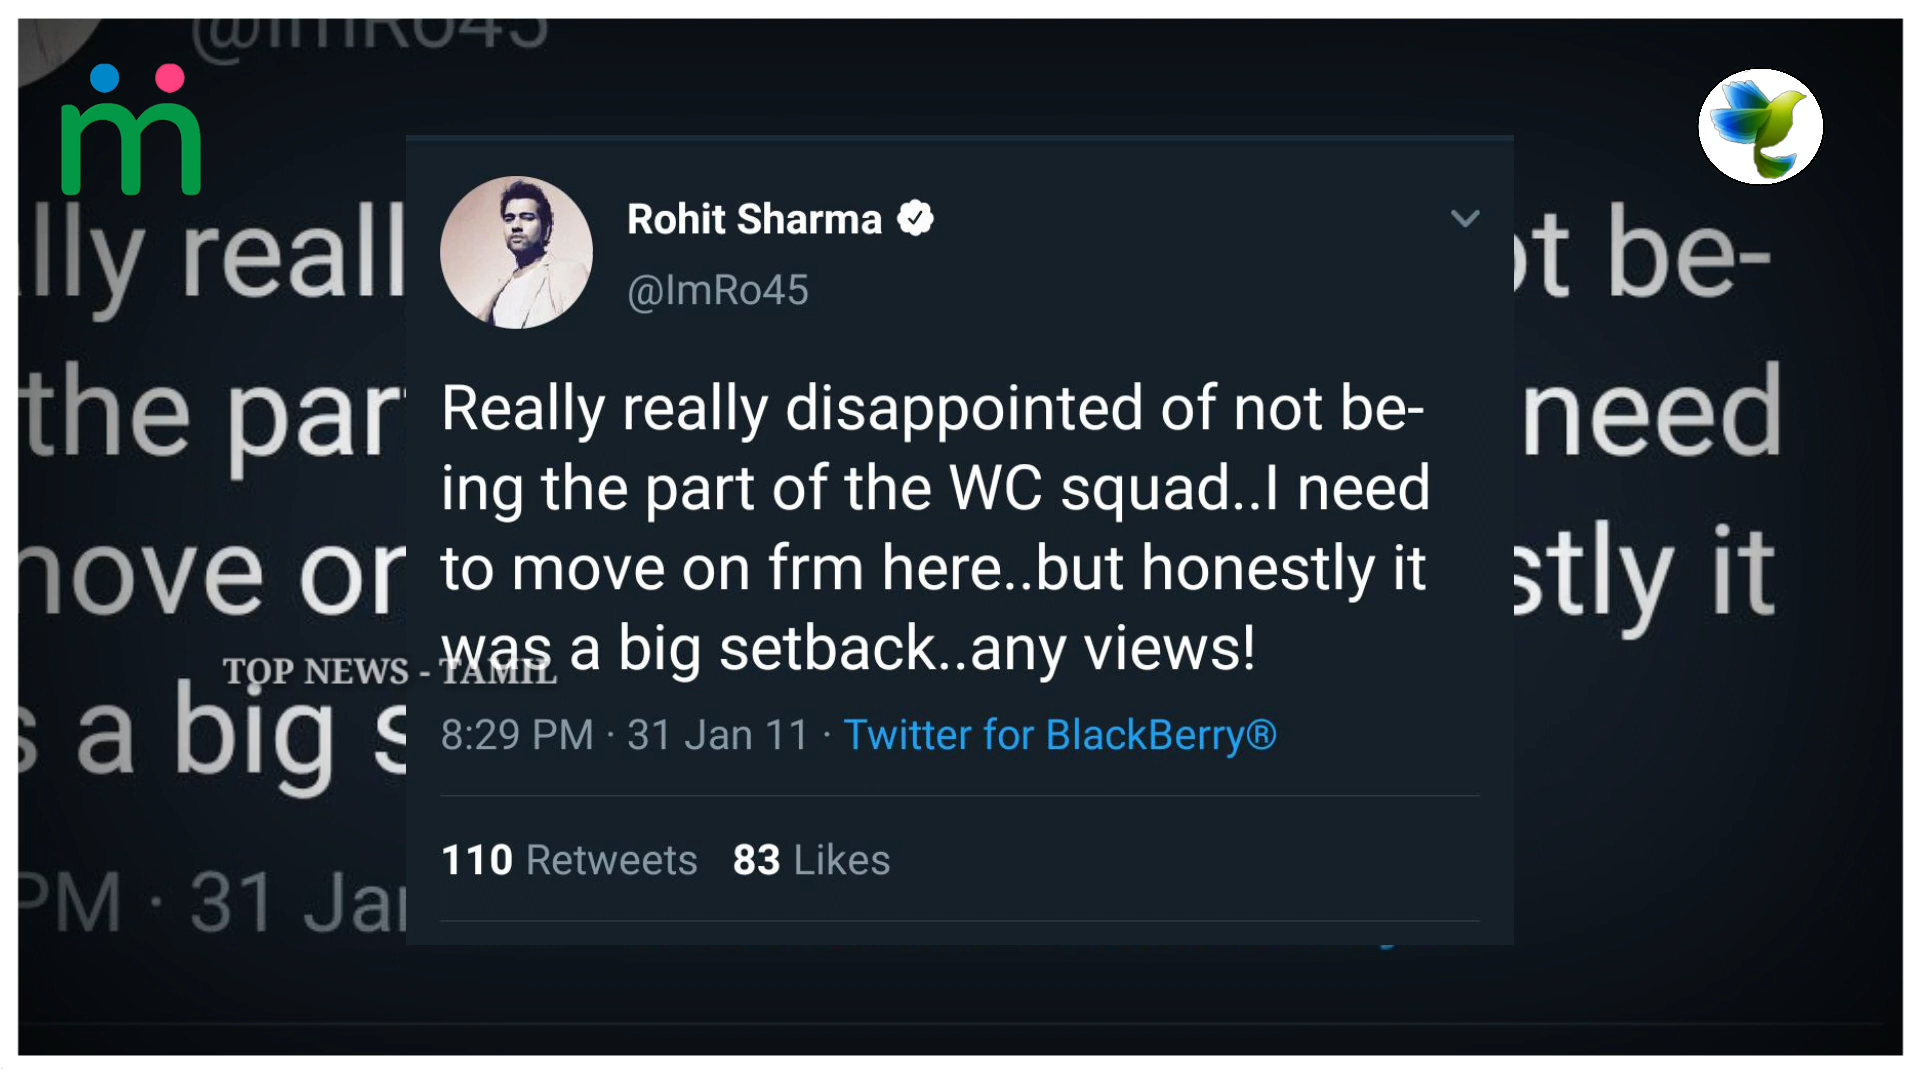 @ImRo45
Rohit Sharma
@ImRo45
Really really disappointed of not be-
ing the part of the WC squad..I need
to move on frm here..but honestly it
was a big setback..any views!
TOP NEWS - TAMIL
8:29 PM · 31 Jan 11 · Twitter for BlackBerry®
110 Retweets 83 Likes
lly reall
ot be-
the par
need
nove or
stly it
s a big s
PM · 31 Jar